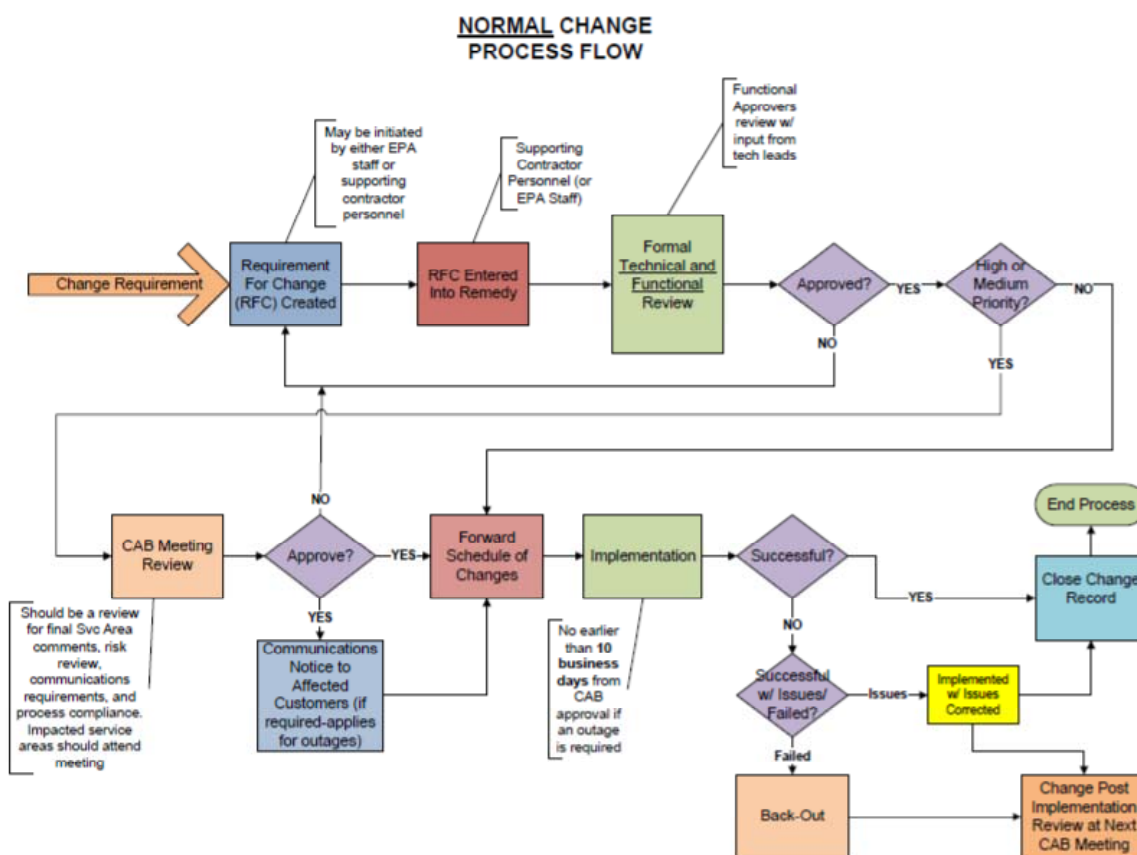 NORMAL CHANGE
PROCESS FLOW
May be initiated
by either EPA
staff or
supporting
contractor
personnel
Supporting
Contractor
Personnel (or
EPA Staff)
Functional
Approvers
review w/
input from
tech leads
Change Requirement
Requirement
For Change
(RFC) Created
RFC Entered
Into Remedy
Formal
Technical and
Functional
Review
Approved?
YES
High or
Medium
Priority?
NO
NO
YES
NO
CAB Meeting
Review
Approve?
YES
Forward
Schedule of
Changes
Implementation
Successful?
End Process
YES
Close Change
Record
Should be a review
for final Svc Area
comments, risk
review,
communications
requirements, and
process compliance.
Impacted service
areas should attend
meeting
YES
Communications
Notice to
Affected
Customers (if
required-applies
for outages)
No earlier
than 10
business
days from
CAB
approval if
an outage
is required
NO
Successful
w/ Issues/
Failed?
Issues
Implemented
w/ Issues
Corrected
Failed
Back-Out
Change Post
Implementation
Review at Next
CAB Meeting